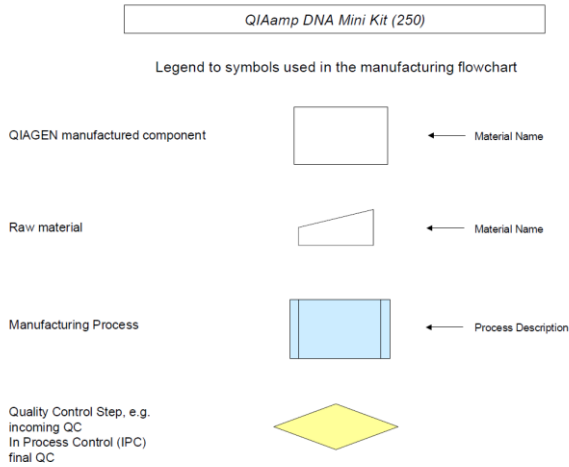 QIAamp DNA Mini Kit (250)
Legend to symbols used in the manufacturing flowchart
QIAGEN manufactured component
Material Name
Raw material
Material Name
Manufacturing Process
Process Description
Quality Control Step, e.g.
incoming QC
In Process Control (IPC)
final QC